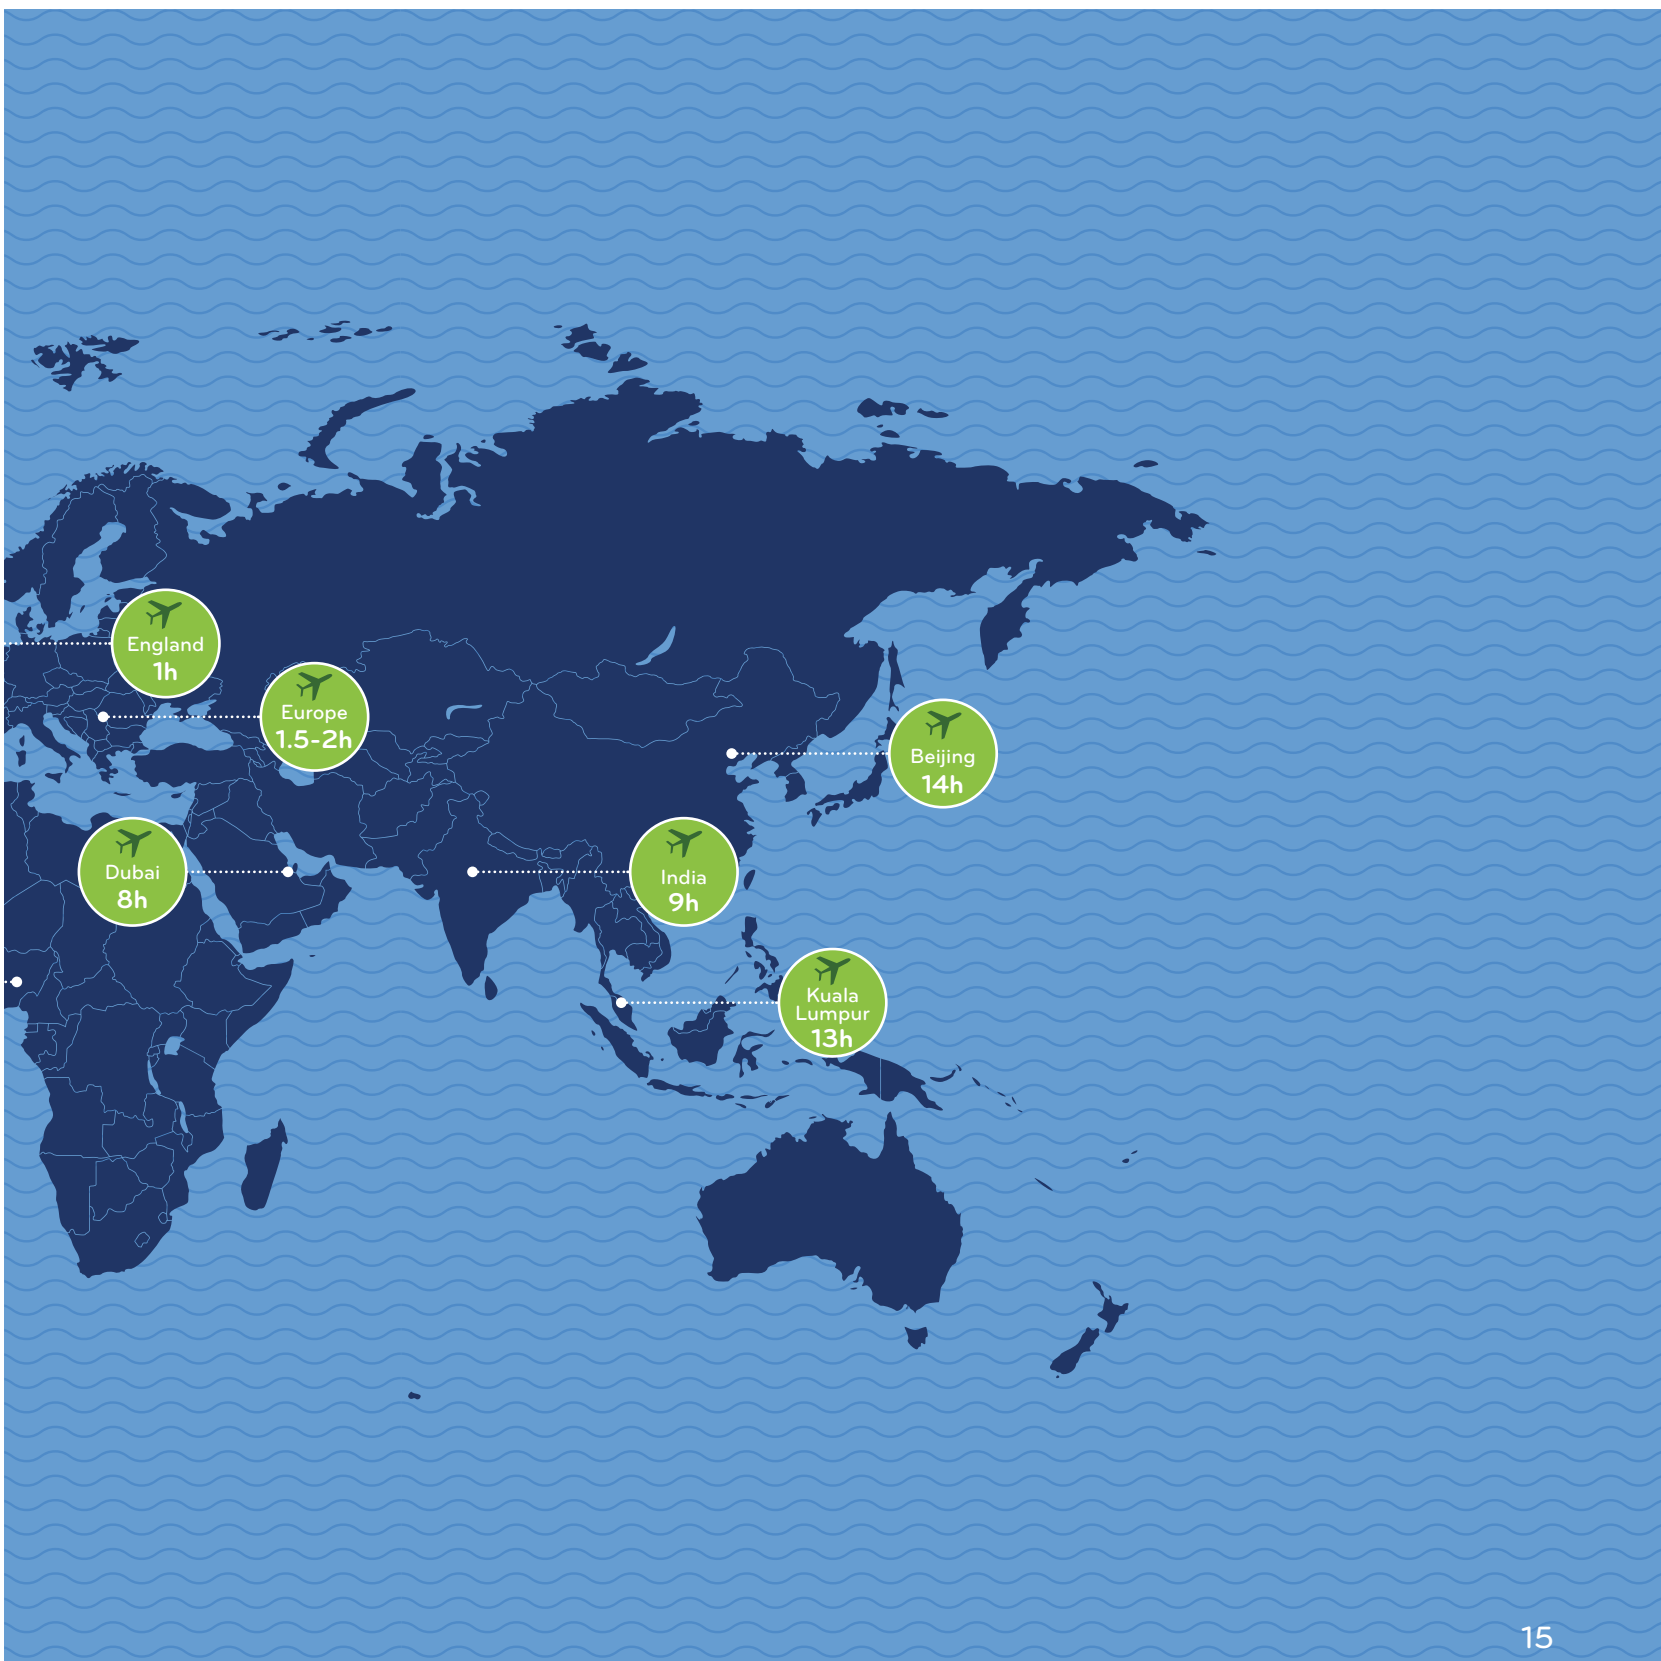 England
1h
Europe
1.5-2h
Beijing
14h
Dubai
8h
India
9h
Kuala
Lumpur
13h
15